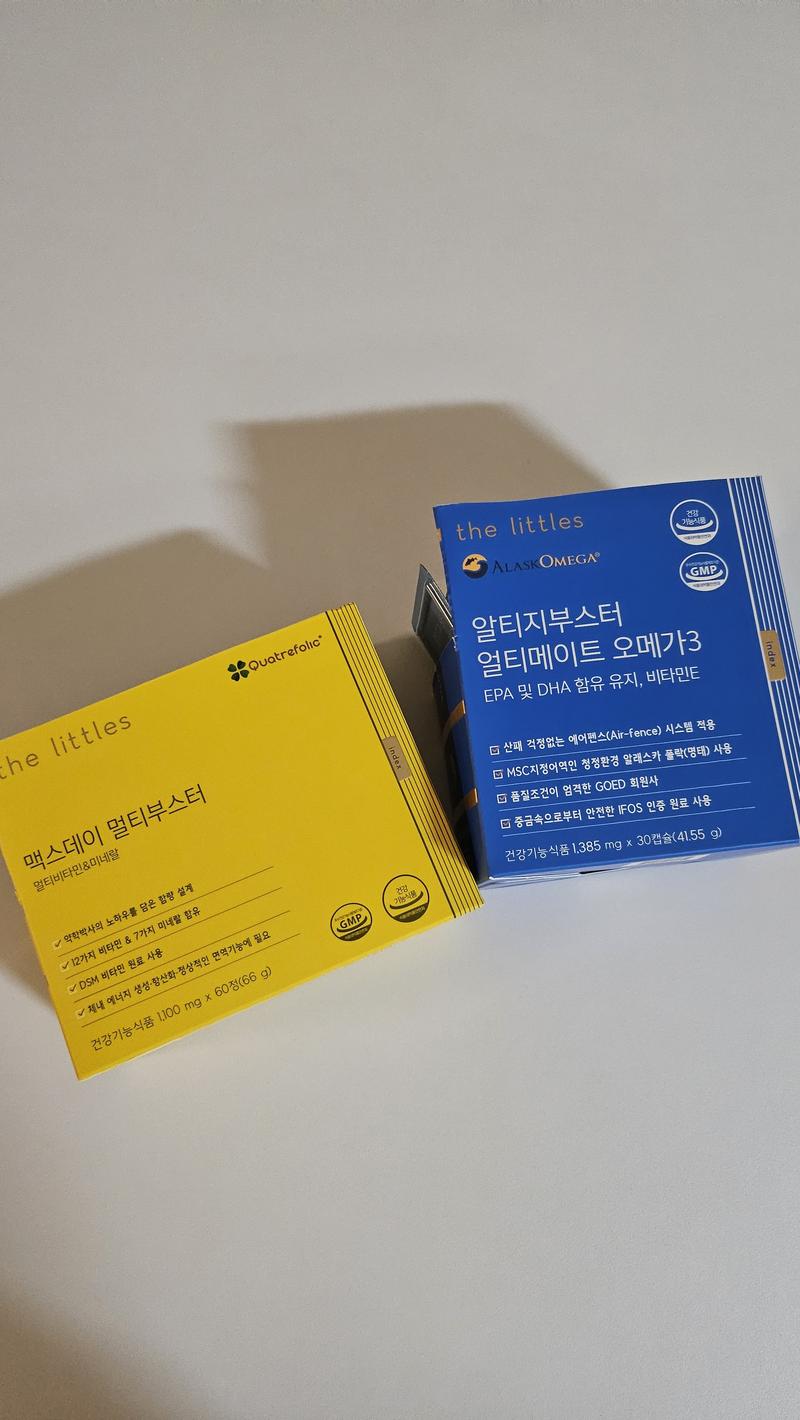 Quatrefolic®
the littles
index
맥스데이 멀티부스터
멀티비타민&미네랄
약학박사의 노하우를 담은 함량 설계
12가지 비타민 & 7가지 미네랄 함유
DSM 비타민 원료 사용
체내 에너지 생성·항산화·정상적인 면역기능에 필요
건강기능식품 1,100 mg x 60정(66 g)
GMP
건강
기능식품
the littles
건강
기능식품
ALASKOMEGA®
GMP
알티지부스터
얼티메이트 오메가3
EPA 및 DHA 함유 유지, 비타민E
index
산패 걱정없는 에어펜스(Air-fence) 시스템 적용
MSC지정어역인 청정환경 알래스카 폴락(명태) 사용
품질조건이 엄격한 GOED 회원사
중금속으로부터 안전한 IFOS 인증 원료 사용
건강기능식품 1,385 mg x 30캡슐(41.55 g)